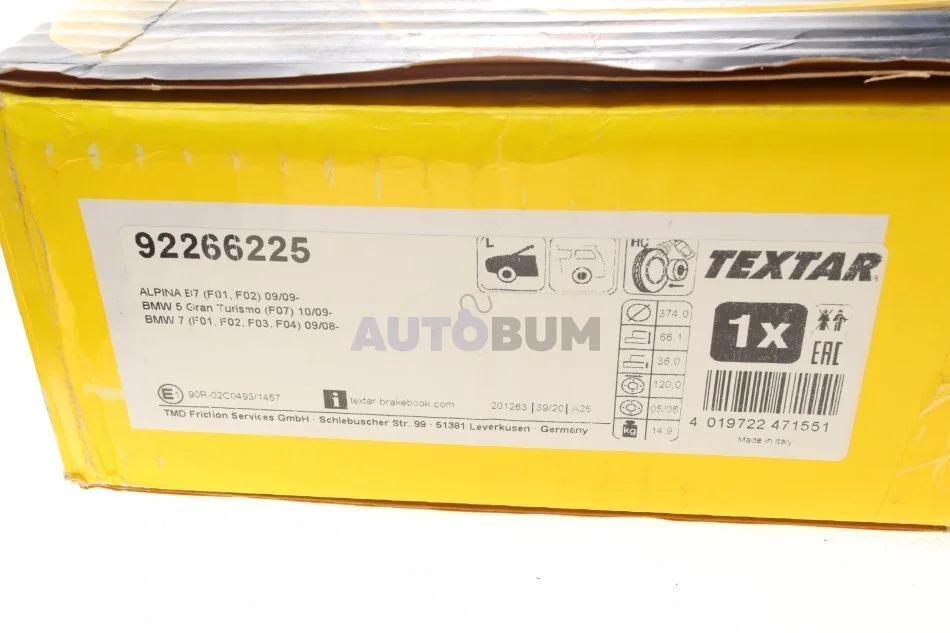 92266225
L
HC
TEXTAR
ALPINA B7 (F01, F02) 09/09-
BMW 5 Gran Turismo (F07) 10/09-
BMW 7 (F01, F02, F03, F04) 09/08-
374,0
66,1
36,0
120,0
05/06
Kg
14,9
1x
EAC
AUTOBUM
E1 90R-02C0493/1457
i textar.brakebook.com
201263 | 39/20 | A25
TMD Friction Services GmbH · Schlebuscher Str. 99 · 51381 Leverkusen · Germany
4 019722 471551
Made in Italy